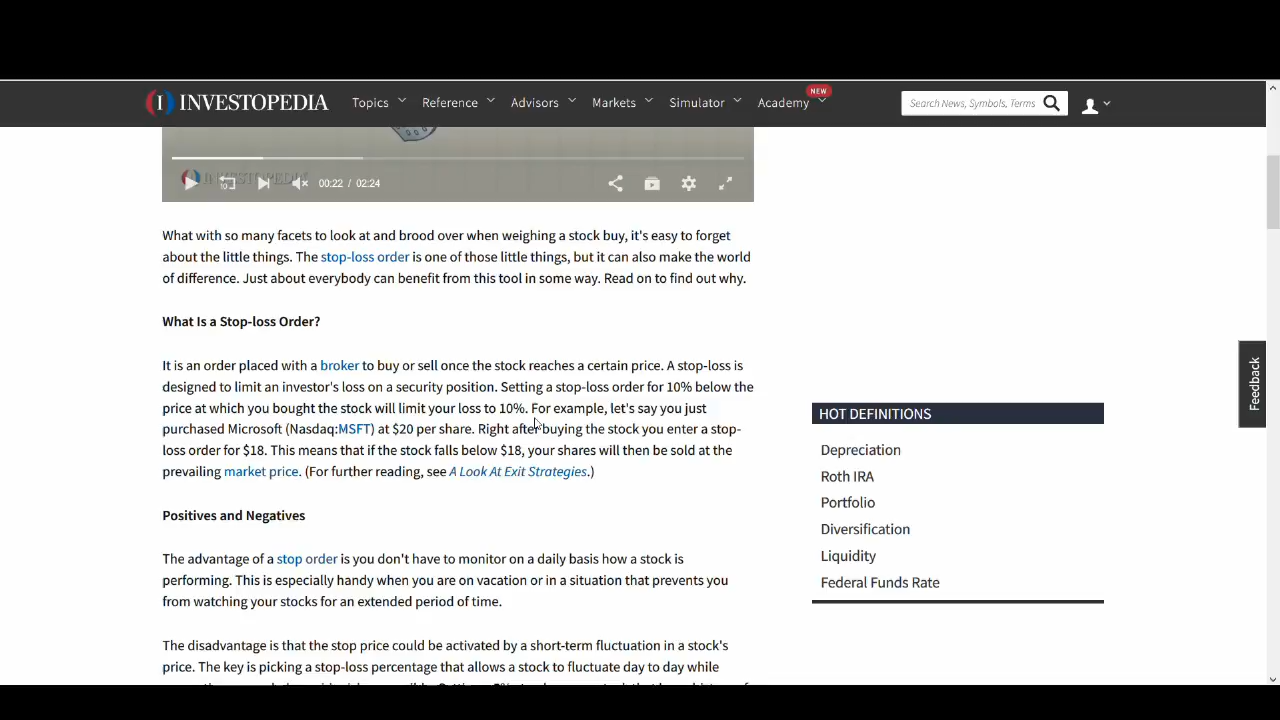 INVESTOPEDIA Topics Reference Advisors Markets Simulator Academy NEW Search News, Symbols, Terms
10 00:22 / 02:24
What with so many facets to look at and brood over when weighing a stock buy, it's easy to forget
about the little things. The stop-loss order is one of those little things, but it can also make the world
of difference. Just about everybody can benefit from this tool in some way. Read on to find out why.
What Is a Stop-loss Order?
It is an order placed with a broker to buy or sell once the stock reaches a certain price. A stop-loss is
designed to limit an investor's loss on a security position. Setting a stop-loss order for 10% below the
price at which you bought the stock will limit your loss to 10%. For example, let's say you just
purchased Microsoft (Nasdaq:MSFT) at $20 per share. Right after buying the stock you enter a stop-
loss order for $18. This means that if the stock falls below $18, your shares will then be sold at the
prevailing market price. (For further reading, see A Look At Exit Strategies.)
Positives and Negatives
The advantage of a stop order is you don't have to monitor on a daily basis how a stock is
performing. This is especially handy when you are on vacation or in a situation that prevents you
from watching your stocks for an extended period of time.
The disadvantage is that the stop price could be activated by a short-term fluctuation in a stock's
price. The key is picking a stop-loss percentage that allows a stock to fluctuate day to day while
HOT DEFINITIONS
Depreciation
Roth IRA
Portfolio
Diversification
Liquidity
Federal Funds Rate
Feedback